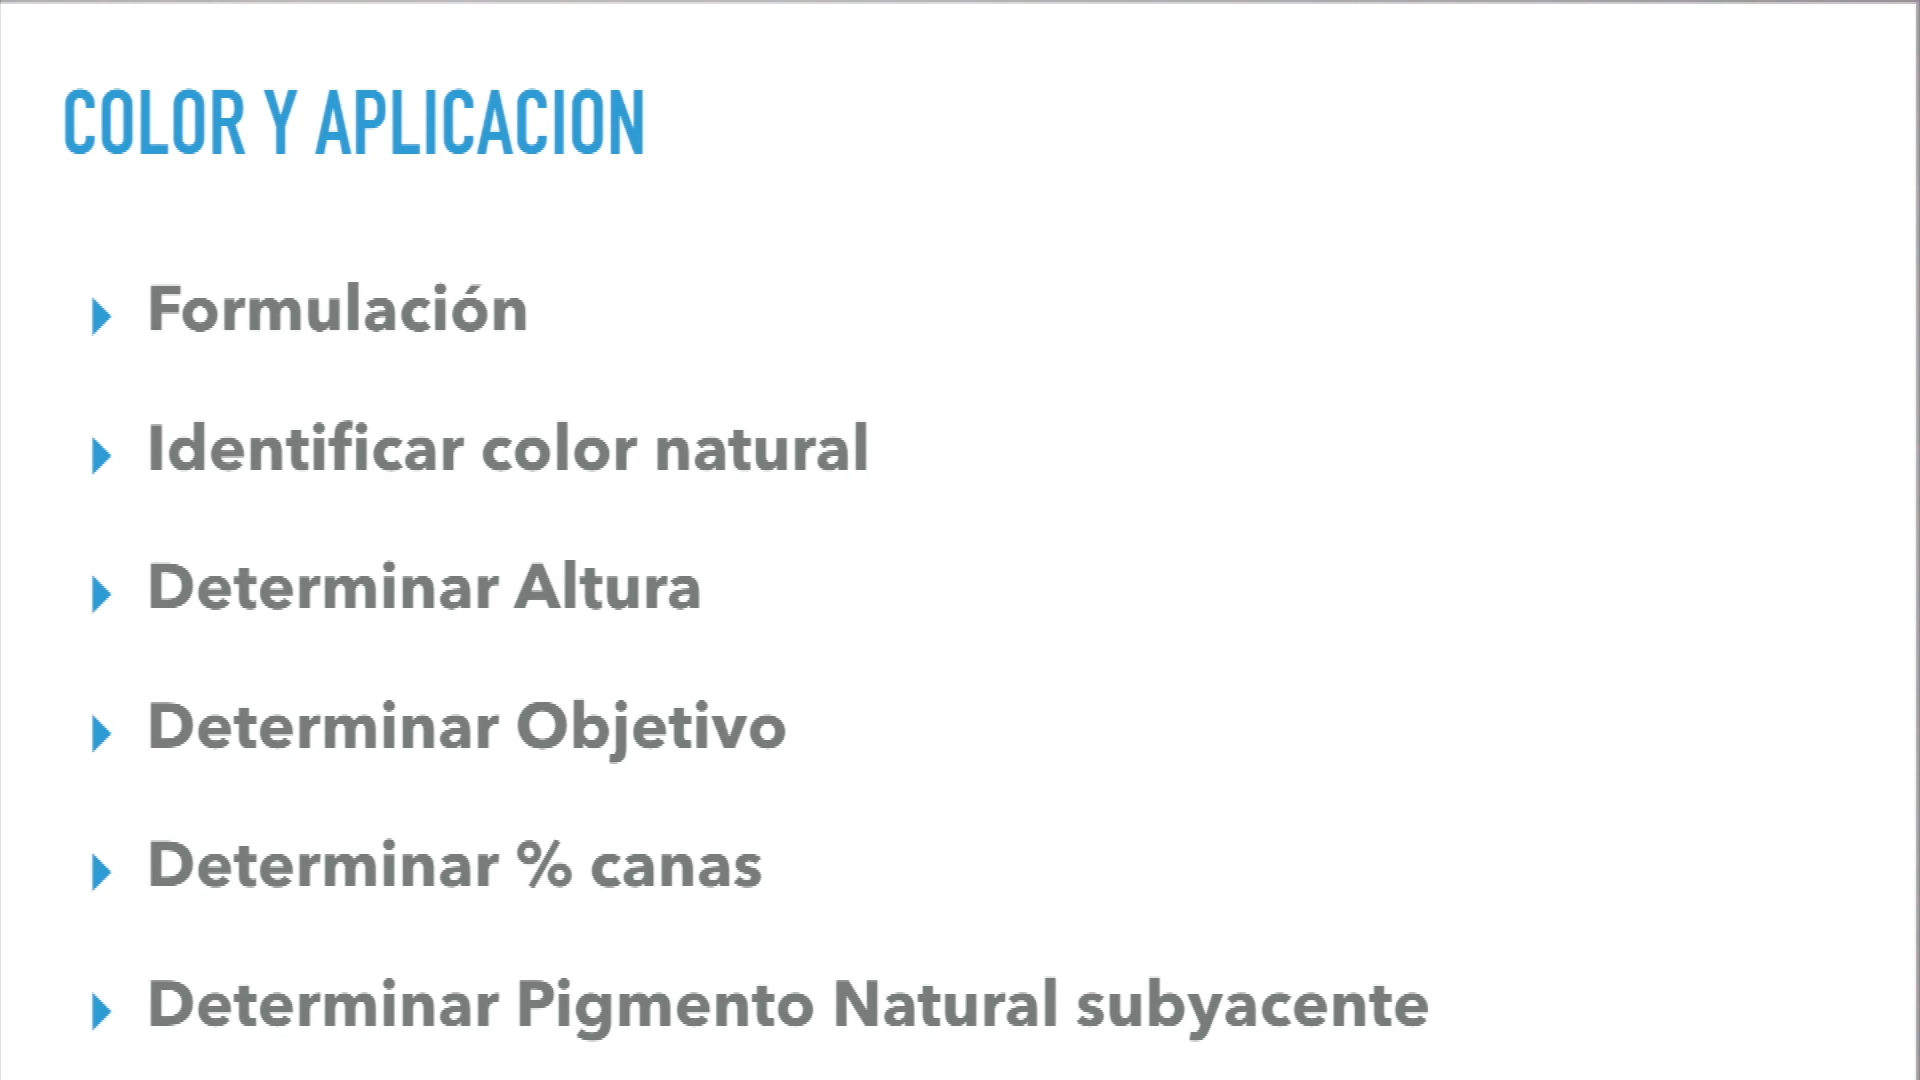 COLOR Y APLICACION
Formulación
Identificar color natural
Determinar Altura
Determinar Objetivo
Determinar % canas
Determinar Pigmento Natural subyacente